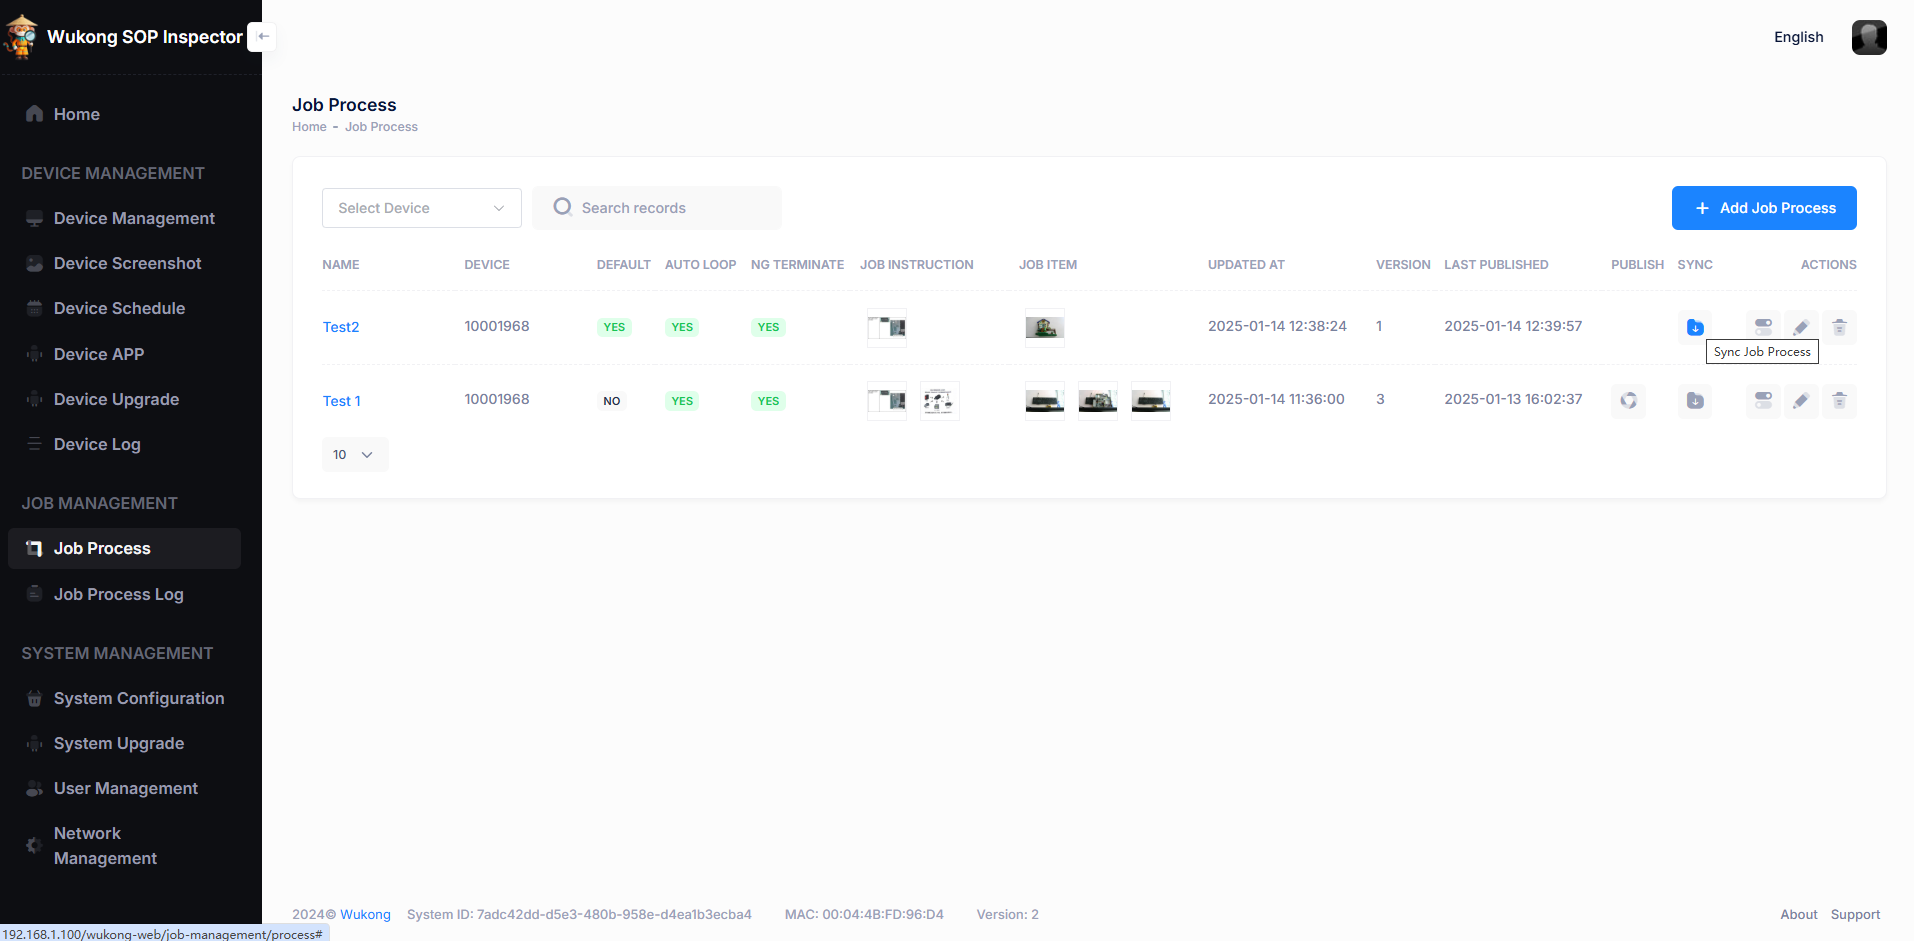 Wukong SOP Inspector
English
Home
DEVICE MANAGEMENT
Device Management
Device Screenshot
Device Schedule
Device APP
Device Upgrade
Device Log
JOB MANAGEMENT
Job Process
Job Process Log
SYSTEM MANAGEMENT
System Configuration
System Upgrade
User Management
Network
Management
Job Process
Home - Job Process
Select Device
Search records
+ Add Job Process
NAME DEVICE DEFAULT AUTO LOOP NG TERMINATE JOB INSTRUCTION JOB ITEM UPDATED AT VERSION LAST PUBLISHED PUBLISH SYNC ACTIONS
Test2 10001968 YES YES YES 2025-01-14 12:38:24 1 2025-01-14 12:39:57
Sync Job Process
Test 1 10001968 NO YES YES 2025-01-14 11:36:00 3 2025-01-13 16:02:37
10
2024© Wukong System ID: 7adc42dd-d5e3-480b-958e-d4ea1b3ecba4 MAC: 00:04:4B:FD:96:D4 Version: 2 About Support
192.168.1.100/wukong-web/job-management/process#